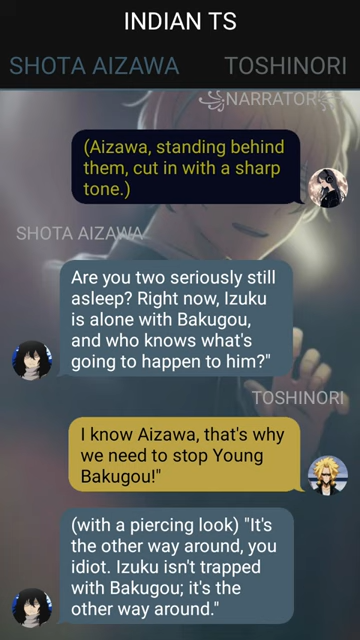 INDIAN TS
SHOTA AIZAWA TOSHINORI
꧁NARRATOR꧂
(Aizawa, standing behind
them, cut in with a sharp
tone.)
SHOTA AIZAWA
Are you two seriously still
asleep? Right now, Izuku
is alone with Bakugou,
and who knows what's
going to happen to him?"
TOSHINORI
I know Aizawa, that's why
we need to stop Young
Bakugou!"
(with a piercing look) "It's
the other way around, you
idiot. Izuku isn't trapped
with Bakugou; it's the
other way around."